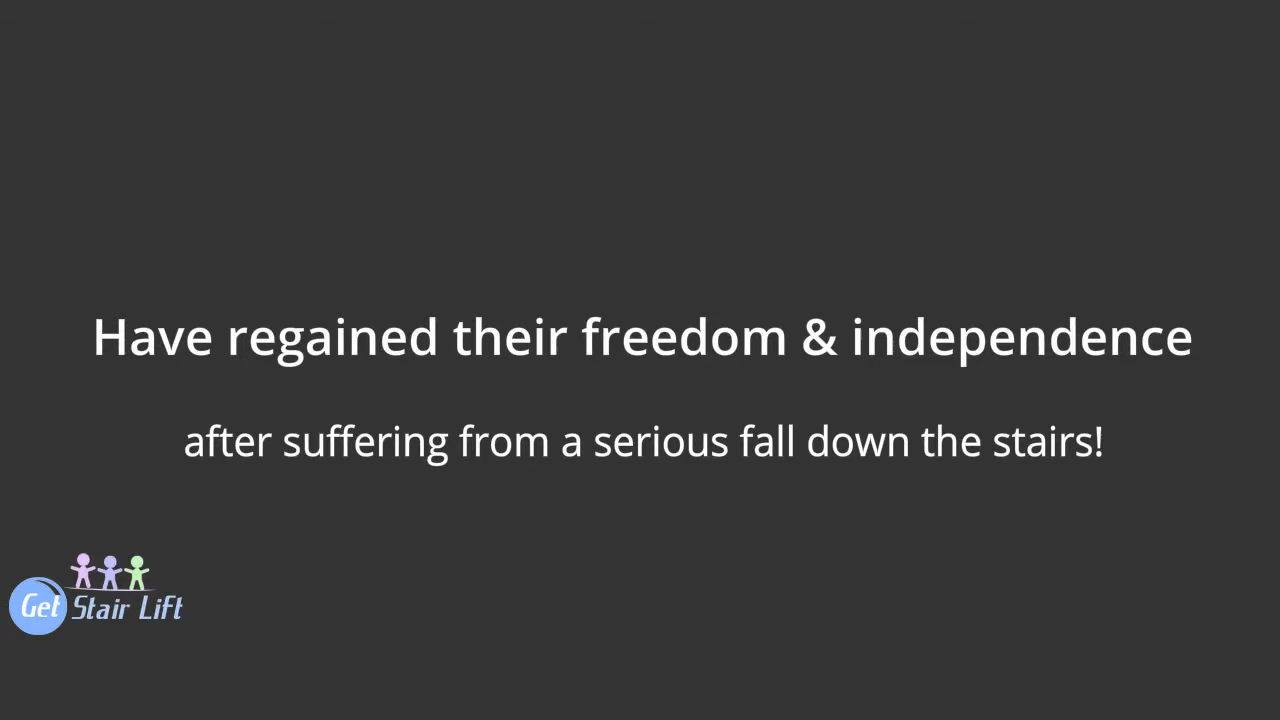 Have regained their freedom & independence
after suffering from a serious fall down the stairs!
Get Stair Lift